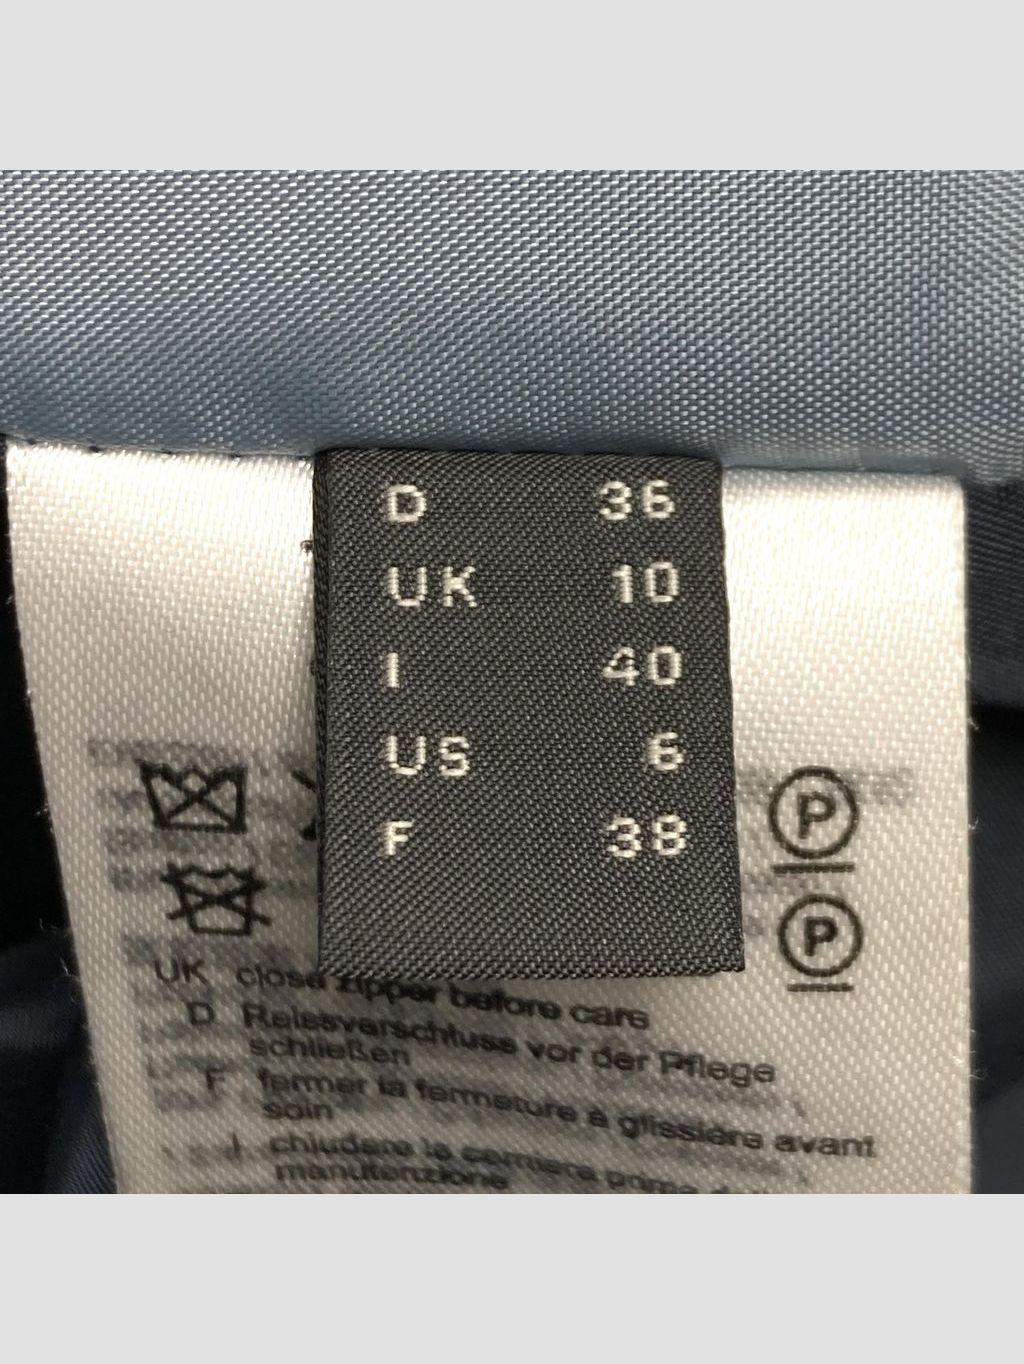 D 36
UK 10
I 40
US 6
F 38
P
P
UK close zipper before care
D Reissverschluss vor der Pflege
schließen
F fermer la fermeture à glissière avant
soin
I chiudere la cerniera prima
manutenzione